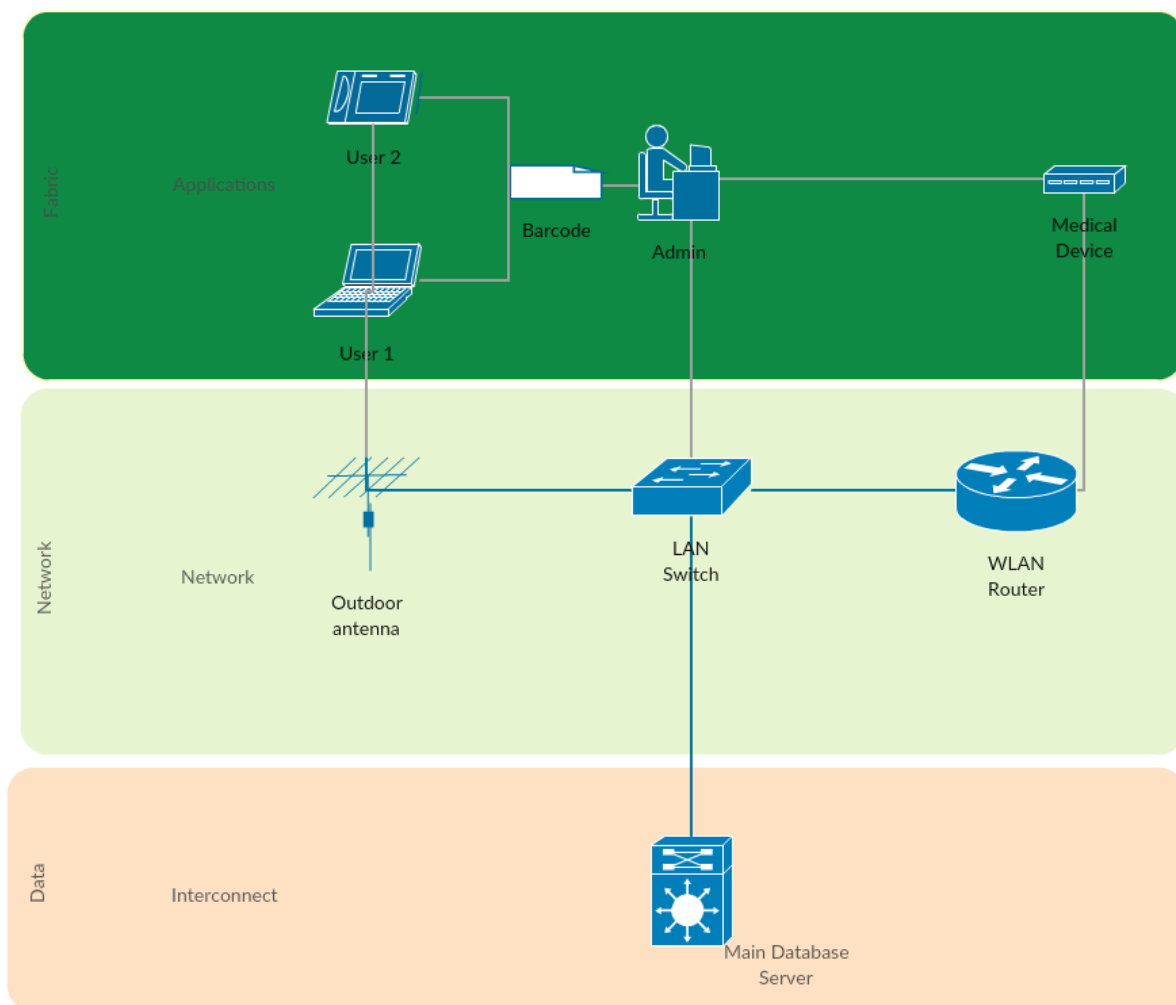 Fabric
Applications
User 2
Barcode
Admin
Medical
Device
User 1
Network
Network
Outdoor
antenna
LAN
Switch
WLAN
Router
Data
Interconnect
Main Database
Server